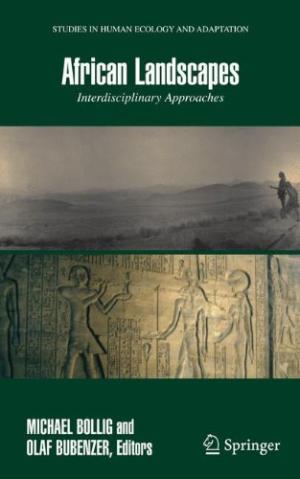 STUDIES IN HUMAN ECOLOGY AND ADAPTATION
African Landscapes
Interdisciplinary Approaches
MICHAEL BOLLIG and
OLAF BUBENZER, Editors
Springer